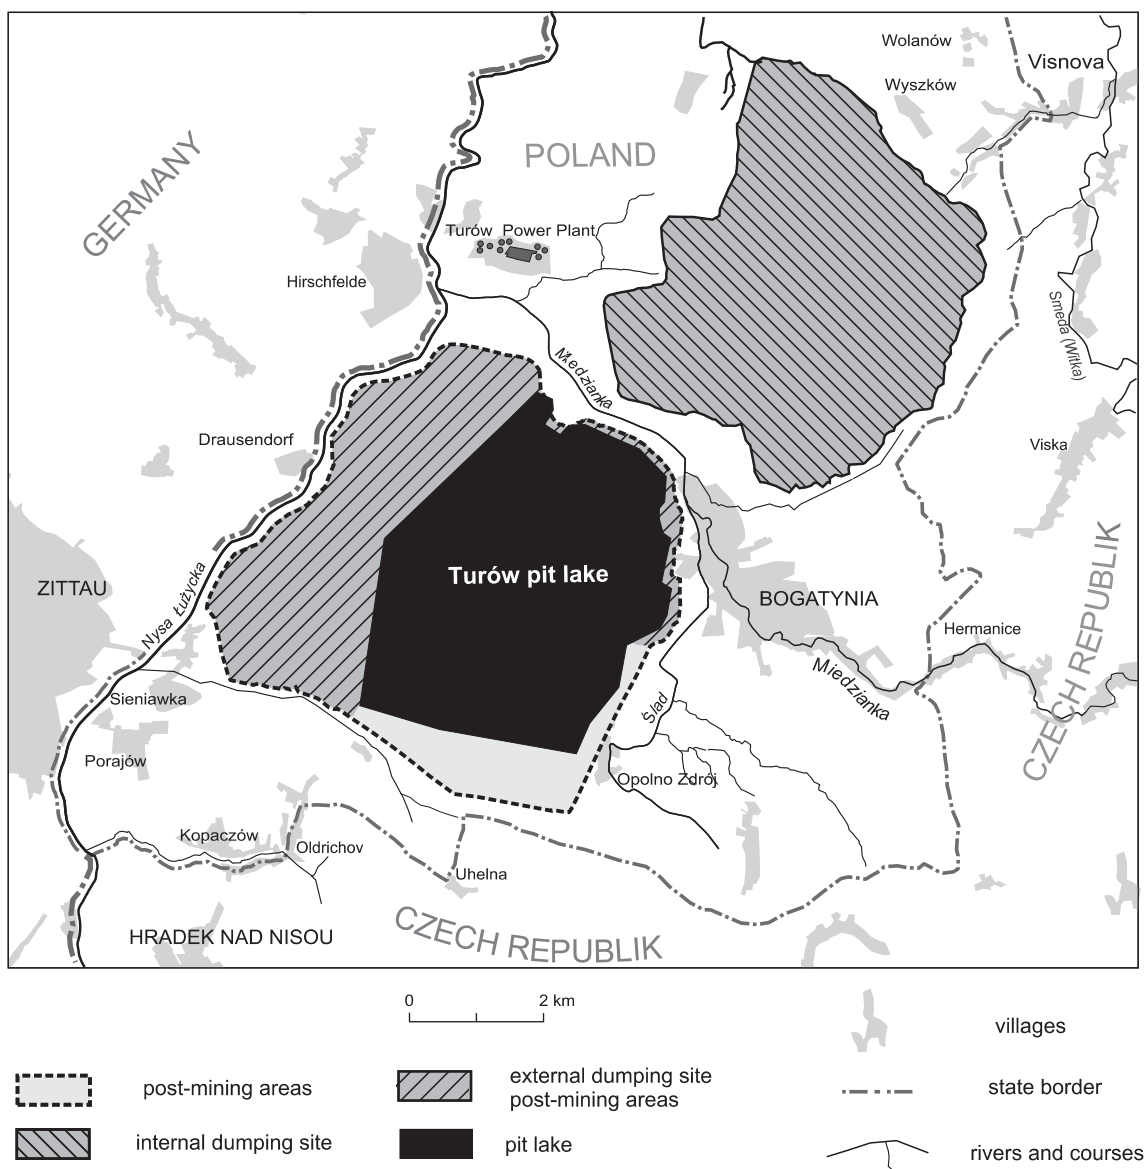 Wolanów
Visnova
Wyszków
POLAND
GERMANY
Turów Power Plant
Hirschfelde
Smeda (Witka)
Miedzianka
Drausendorf
Viska
CZECH REPUBLIK
Turów pit lake
ZITTAU
Nysa Łużycka
BOGATYNIA
Hermanice
Miedzianka
Sieniawka
Ślad
Porajów
Opolno Zdrój
Kopaczów
Oldrichov
Uhelna
HRADEK NAD NISOU
CZECH REPUBLIK
0 2 km
villages
post-mining areas
external dumping site
post-mining areas
state border
internal dumping site
pit lake
rivers and courses